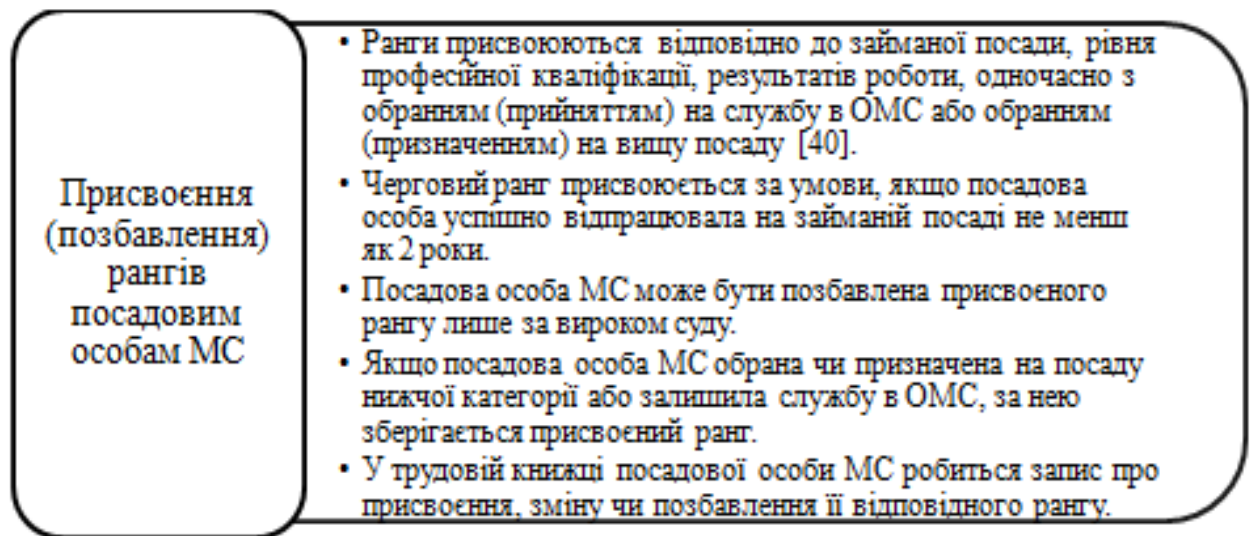 Присвоєння
(позбавлення)
рангів
посадовим
особам МС
• Ранги присвоюються відповідно до займаної посади, рівня
професійної кваліфікації, результатів роботи, одночасно з
обранням (прийняттям) на службу в ОМС або обранням
(призначенням) на вищу посаду [40].
• Черговий ранг присвоюється за умови, якщо посадова
особа успішно відпрацювала на займаній посаді не менш
як 2 роки.
• Посадова особа МС може бути позбавлена присвоєного
рангу лише за вироком суду.
• Якщо посадова особа МС обрана чи призначена на посаду
нижчої категорії або залишила службу в ОМС, за нею
зберігається присвоєний ранг.
• У трудовій книжці посадової особи МС робиться запис про
присвоєння, зміну чи позбавлення її відповідного рангу.